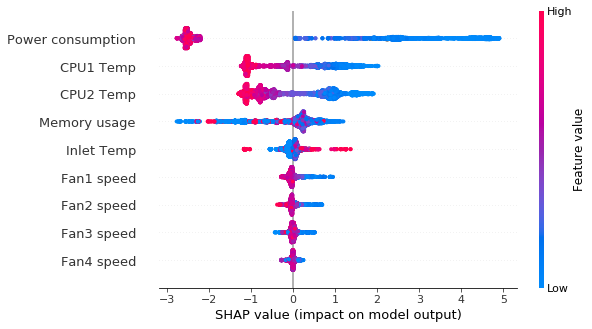 High
Power consumption
CPU1 Temp
CPU2 Temp
Memory usage
Inlet Temp
Fan1 speed
Fan2 speed
Fan3 speed
Fan4 speed
Feature value
Low
−3 −2 −1 0 1 2 3 4 5
SHAP value (impact on model output)